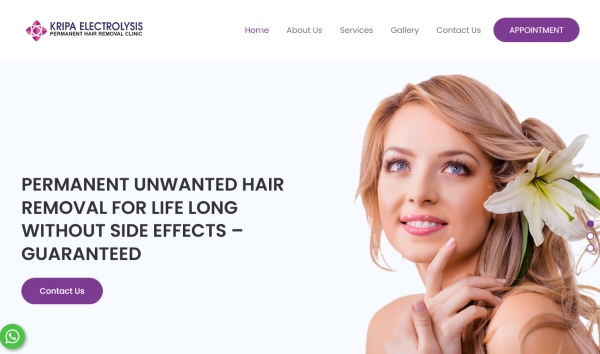 KRIPA ELECTROLYSIS
PERMANENT HAIR REMOVAL CLINIC
Home About Us Services Gallery Contact Us APPOINTMENT
PERMANENT UNWANTED HAIR
REMOVAL FOR LIFE LONG
WITHOUT SIDE EFFECTS –
GUARANTEED
Contact Us